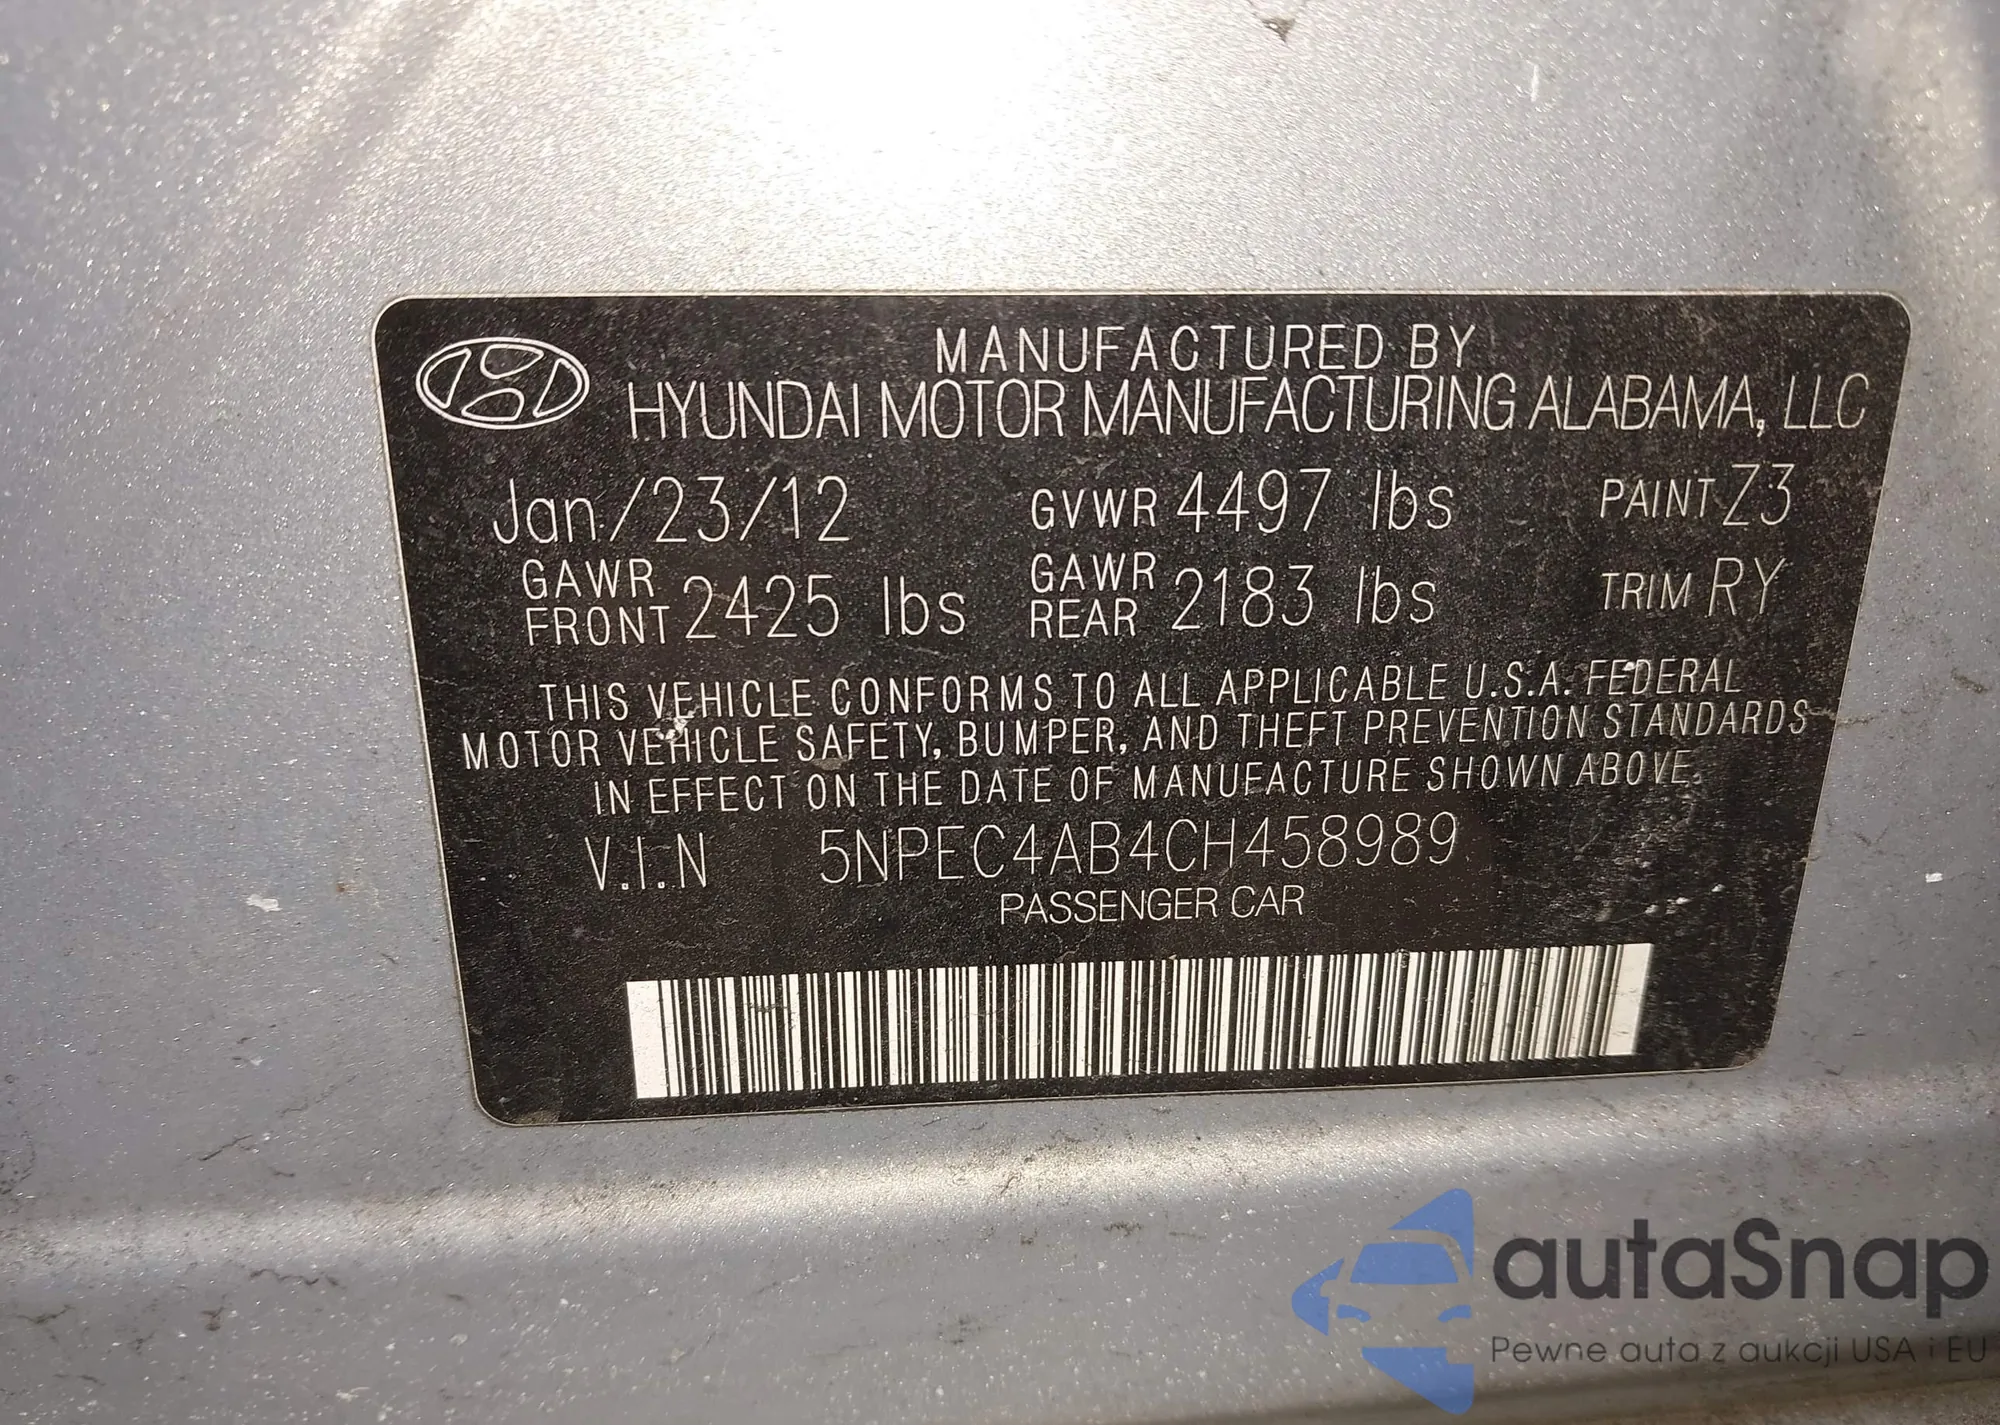 MANUFACTURED BY
HYUNDAI MOTOR MANUFACTURING ALABAMA, LLC
Jan/23/12 GVWR 4497 lbs PAINT Z3
GAWR FRONT 2425 lbs GAWR REAR 2183 lbs TRIM RY
THIS VEHICLE CONFORMS TO ALL APPLICABLE U.S.A. FEDERAL
MOTOR VEHICLE SAFETY, BUMPER, AND THEFT PREVENTION STANDARDS
IN EFFECT ON THE DATE OF MANUFACTURE SHOWN ABOVE.
V.I.N 5NPEC4AB4CH458989
PASSENGER CAR
autaSnap
Pewne auta z aukcji USA i EU